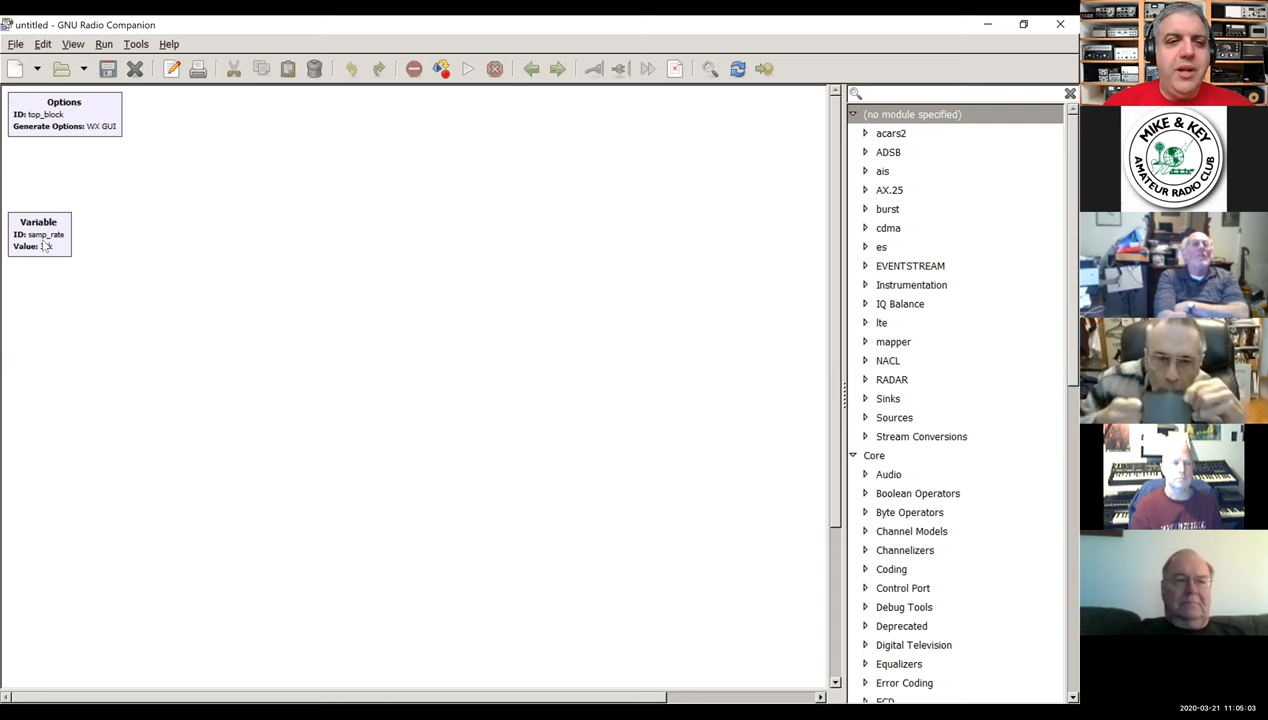 untitled - GNU Radio Companion
File Edit View Run Tools Help
Options
ID: top_block
Generate Options: WX GUI
Variable
ID: samp_rate
Value:
(no module specified)
acars2
ADSB
ais
AX.25
burst
cdma
es
EVENTSTREAM
Instrumentation
IQ Balance
lte
mapper
NACL
RADAR
Sinks
Sources
Stream Conversions
Core
Audio
Boolean Operators
Byte Operators
Channel Models
Channelizers
Coding
Control Port
Debug Tools
Deprecated
Digital Television
Equalizers
Error Coding
MIKE & KEY
AMATEUR RADIO CLUB
2020-03-21 11:05:03